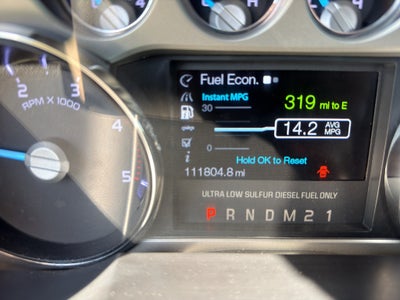 Fuel Econ.
Instant MPG
319 mi to E
30
14.2 AVG MPG
0
Hold OK to Reset
i
111804.8 mi
ULTRA LOW SULFUR DIESEL FUEL ONLY
P R N D M 2 1
2
3
4
5
RPM X 1000